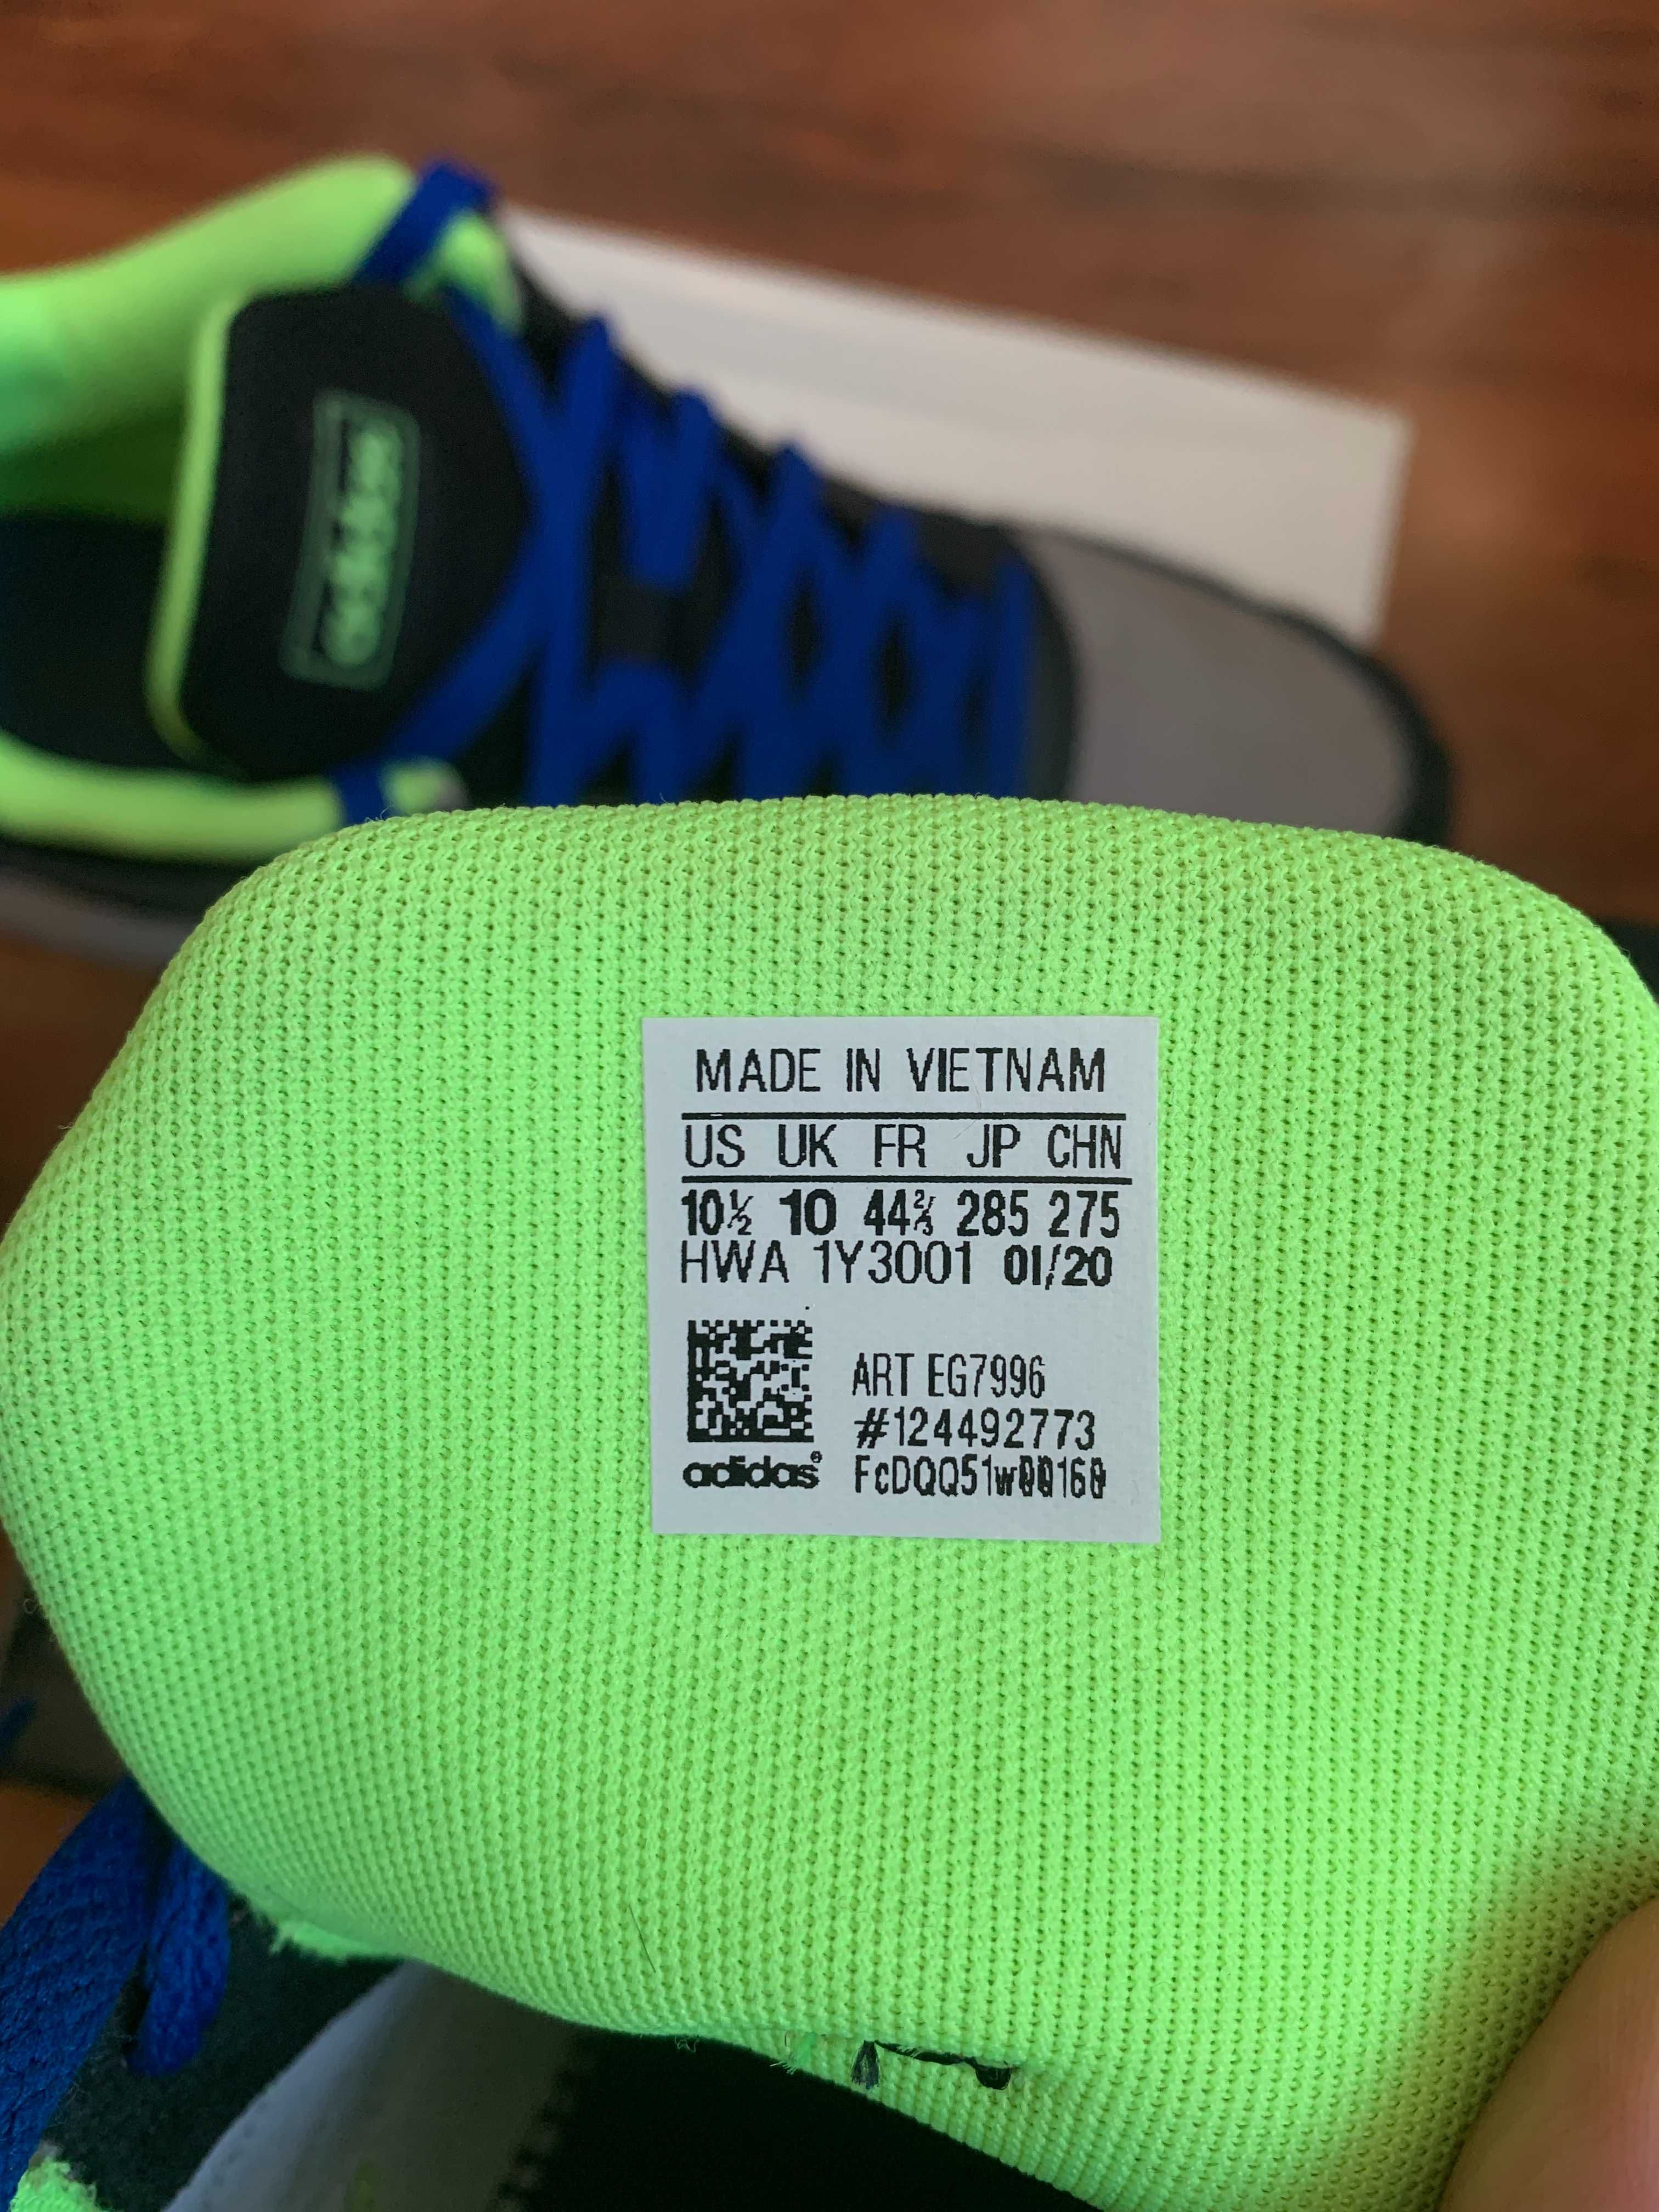 adidas
MADE IN VIETNAM
US UK FR JP CHN
10½ 10 44⅔ 285 275
HWA 1Y3001 01/20
ART EG7996
#124492773
adidas®